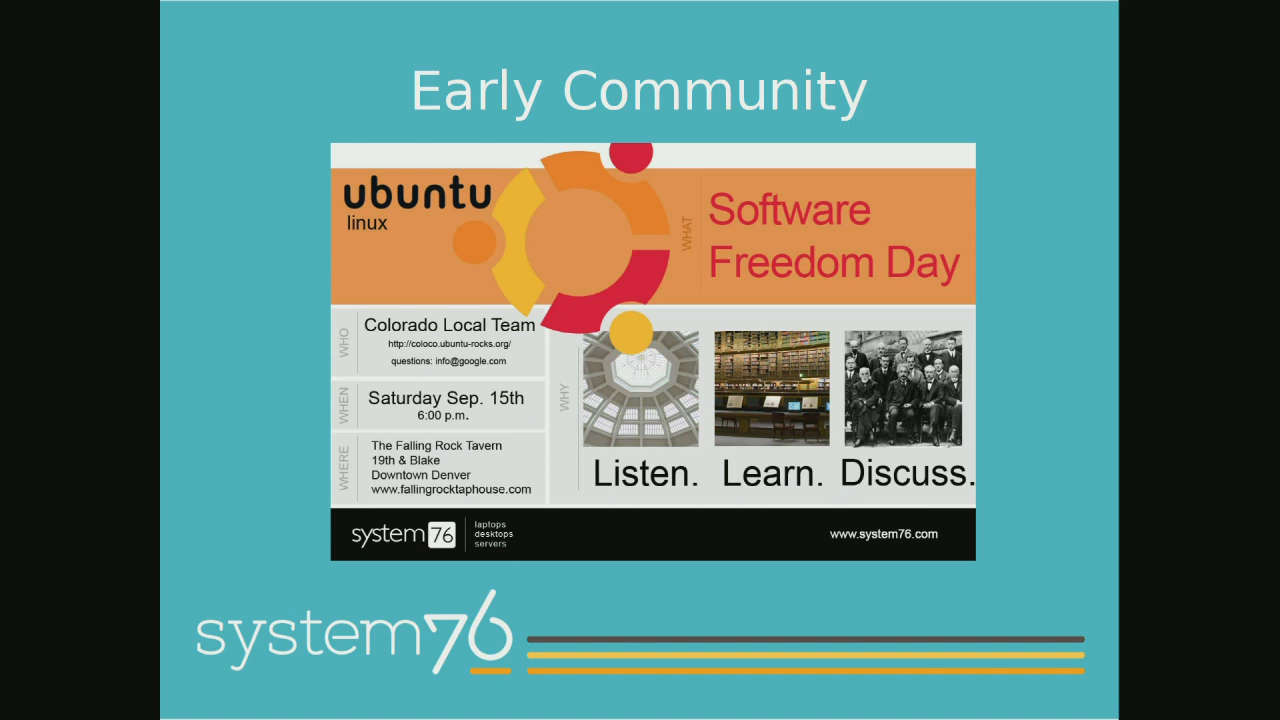 Early Community
ubuntu
linux
WHAT
Software
Freedom Day
WHO
Colorado Local Team
http://coloco.ubuntu-rocks.org/
questions: info@google.com
WHEN
Saturday Sep. 15th
6:00 p.m.
WHERE
The Falling Rock Tavern
19th & Blake
Downtown Denver
www.fallingrocktaphouse.com
WHY
Listen. Learn. Discuss.
system76
laptops
desktops
servers
www.system76.com
system76